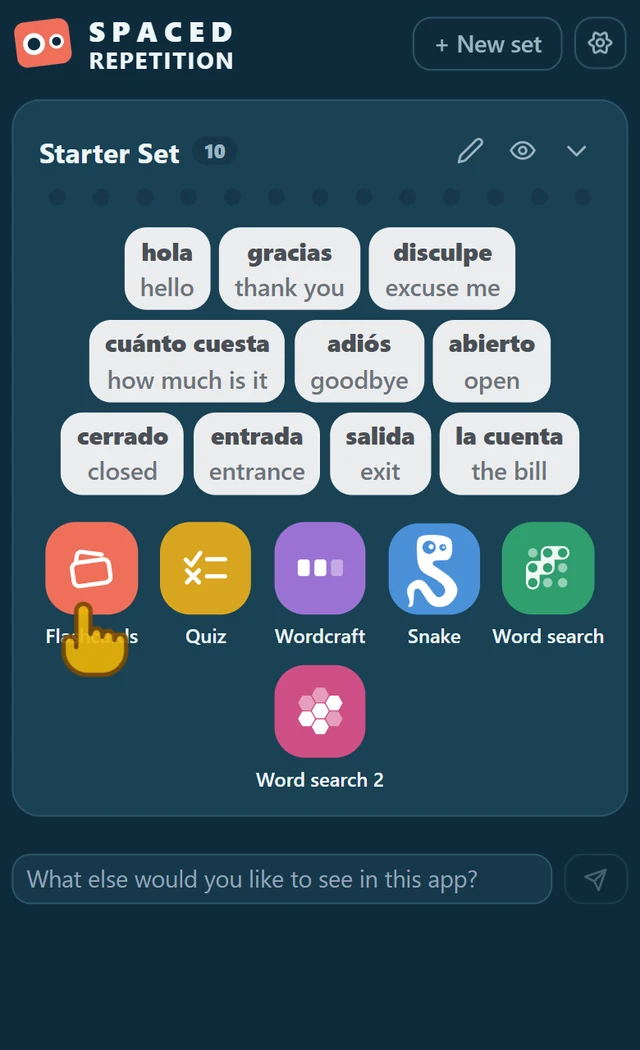 SPACED
REPETITION
+ New set
Starter Set 10
hola
hello
gracias
thank you
disculpe
excuse me
cuánto cuesta
how much is it
adiós
goodbye
abierto
open
cerrado
closed
entrada
entrance
salida
exit
la cuenta
the bill
Quiz
Wordcraft
Snake
Word search
Word search 2
What else would you like to see in this app?